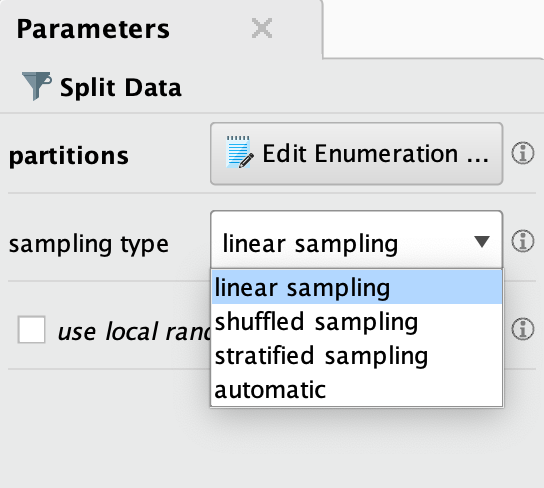 Parameters
Split Data
partitions
Edit Enumeration ...
sampling type
linear sampling
linear sampling
shuffled sampling
stratified sampling
automatic
use local